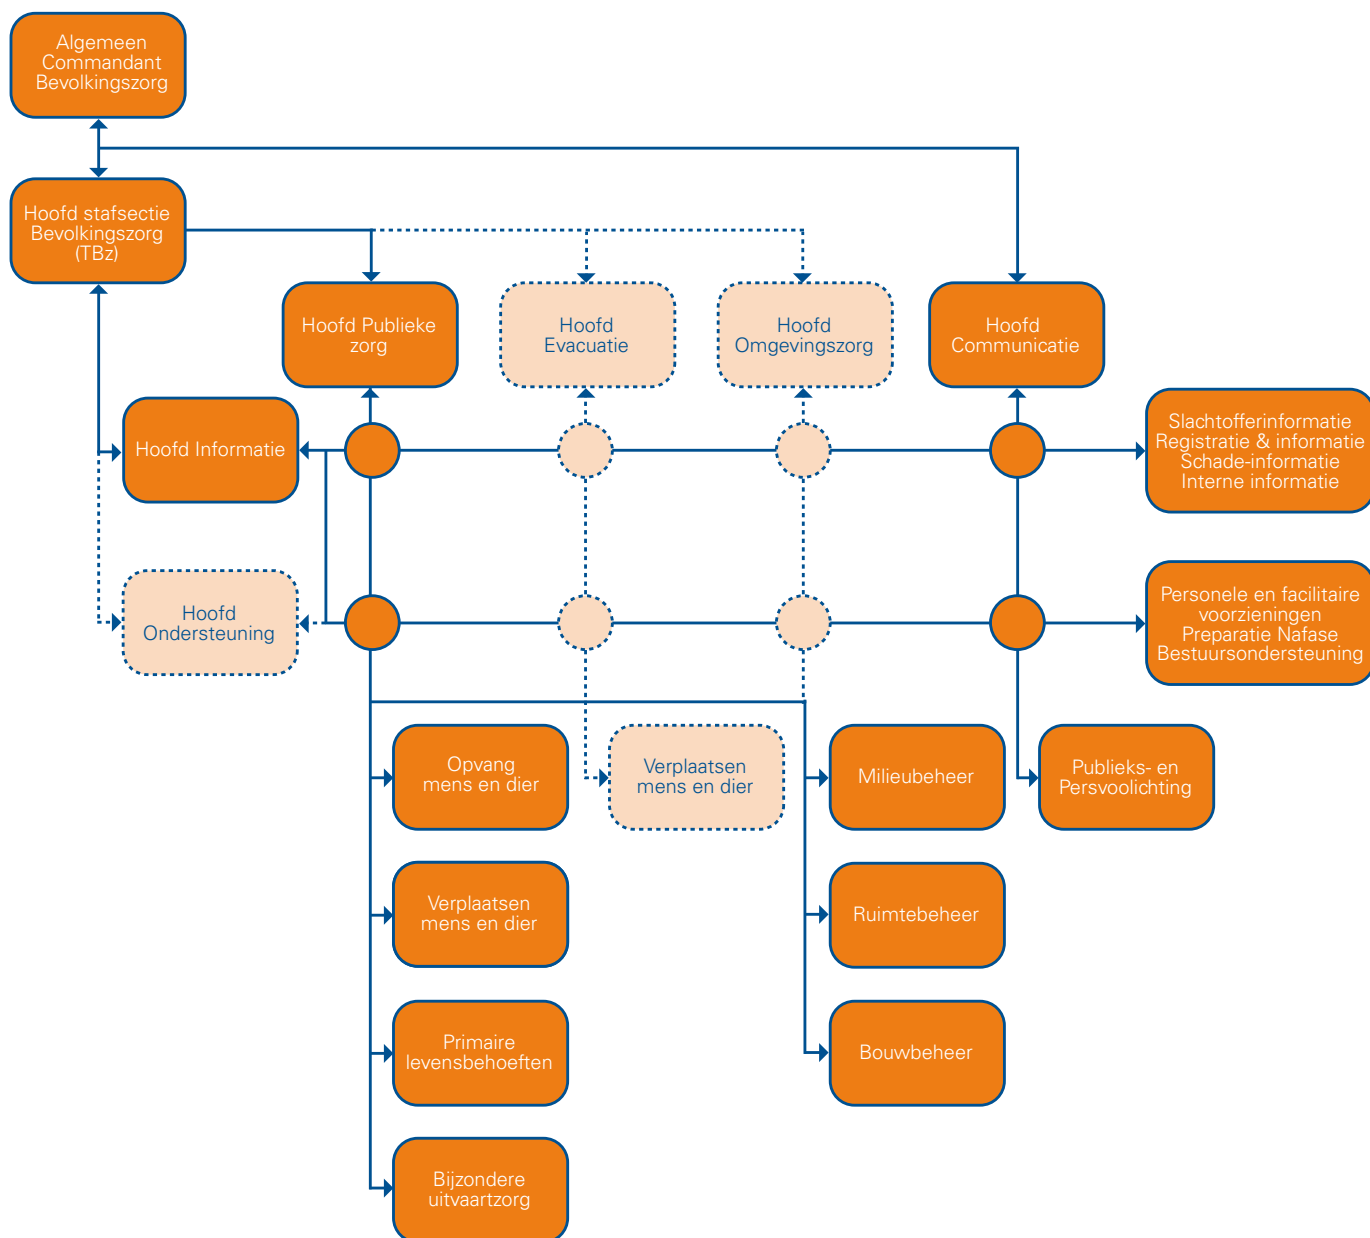 Algemeen
Commandant
Bevolkingszorg
Hoofd stafsectie
Bevolkingszorg
(TBz)
Hoofd Publieke
zorg
Hoofd
Evacuatie
Hoofd
Omgevingszorg
Hoofd
Communicatie
Hoofd Informatie
Slachtofferinformatie
Registratie & informatie
Schade-informatie
Interne informatie
Hoofd
Ondersteuning
Personele en facilitaire
voorzieningen
Preparatie Nafase
Bestuursondersteuning
Opvang
mens en dier
Verplaatsen
mens en dier
Milieubeheer
Publieks- en
Persvoolichting
Verplaatsen
mens en dier
Ruimtebeheer
Primaire
levensbehoeften
Bouwbeheer
Bijzondere
uitvaartzorg